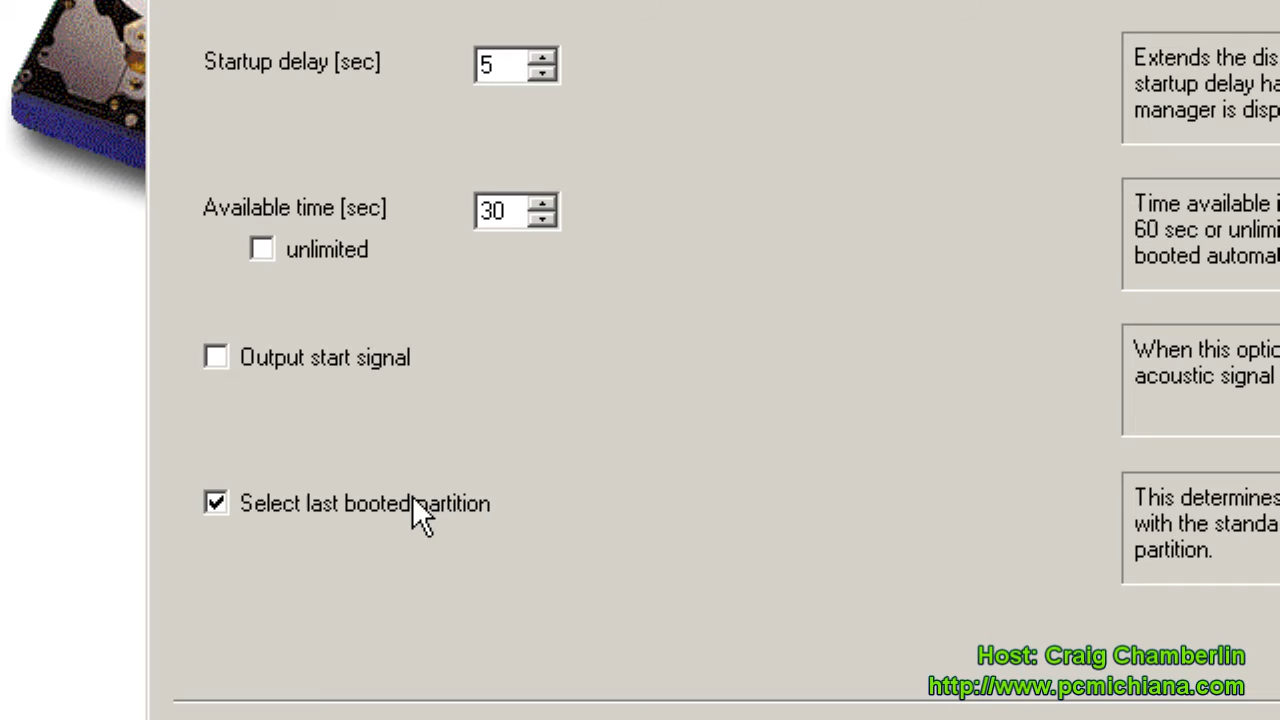 Startup delay [sec]
5
Extends the dis
startup delay ha
manager is disp
Available time [sec]
30
unlimited
Time available i
60 sec or unlimi
booted automat
Output start signal
When this optio
acoustic signal
Select last booted partition
This determines
with the standa
partition.
Host: Craig Chamberlin
http://www.pcmichiana.com